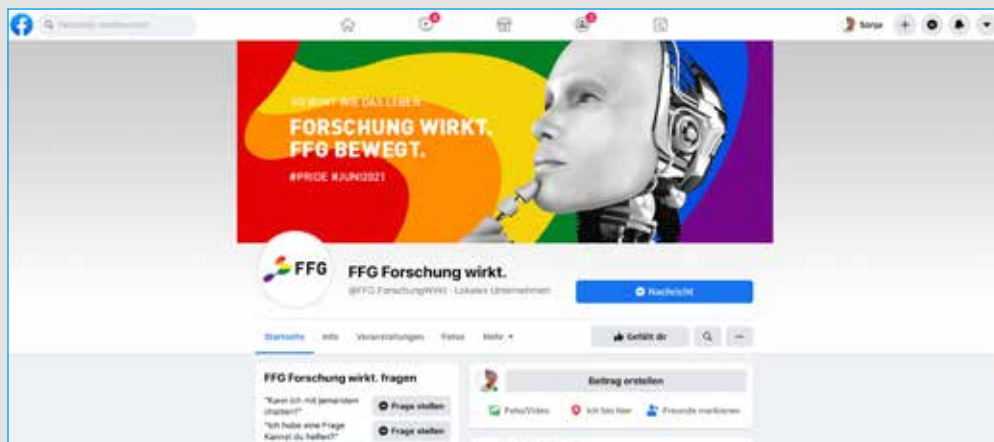 Sonja
SO BUNT WIE DAS LEBEN.
FORSCHUNG WIRKT.
FFG BEWEGT.
#PRIDE #JUNI2021
FFG
FFG Forschung wirkt.
@FFG.ForschungWirkt · Lokales Unternehmen
Nachricht
Startseite Info Veranstaltungen Fotos Mehr
Gefällt dir
FFG Forschung wirkt. fragen
"Kann ich mit jemandem
chatten?"
Frage stellen
"Ich habe eine Frage
Kannst du helfen?"
Frage stellen
Beitrag erstellen
Foto/Video Ich bin hier Freunde markieren